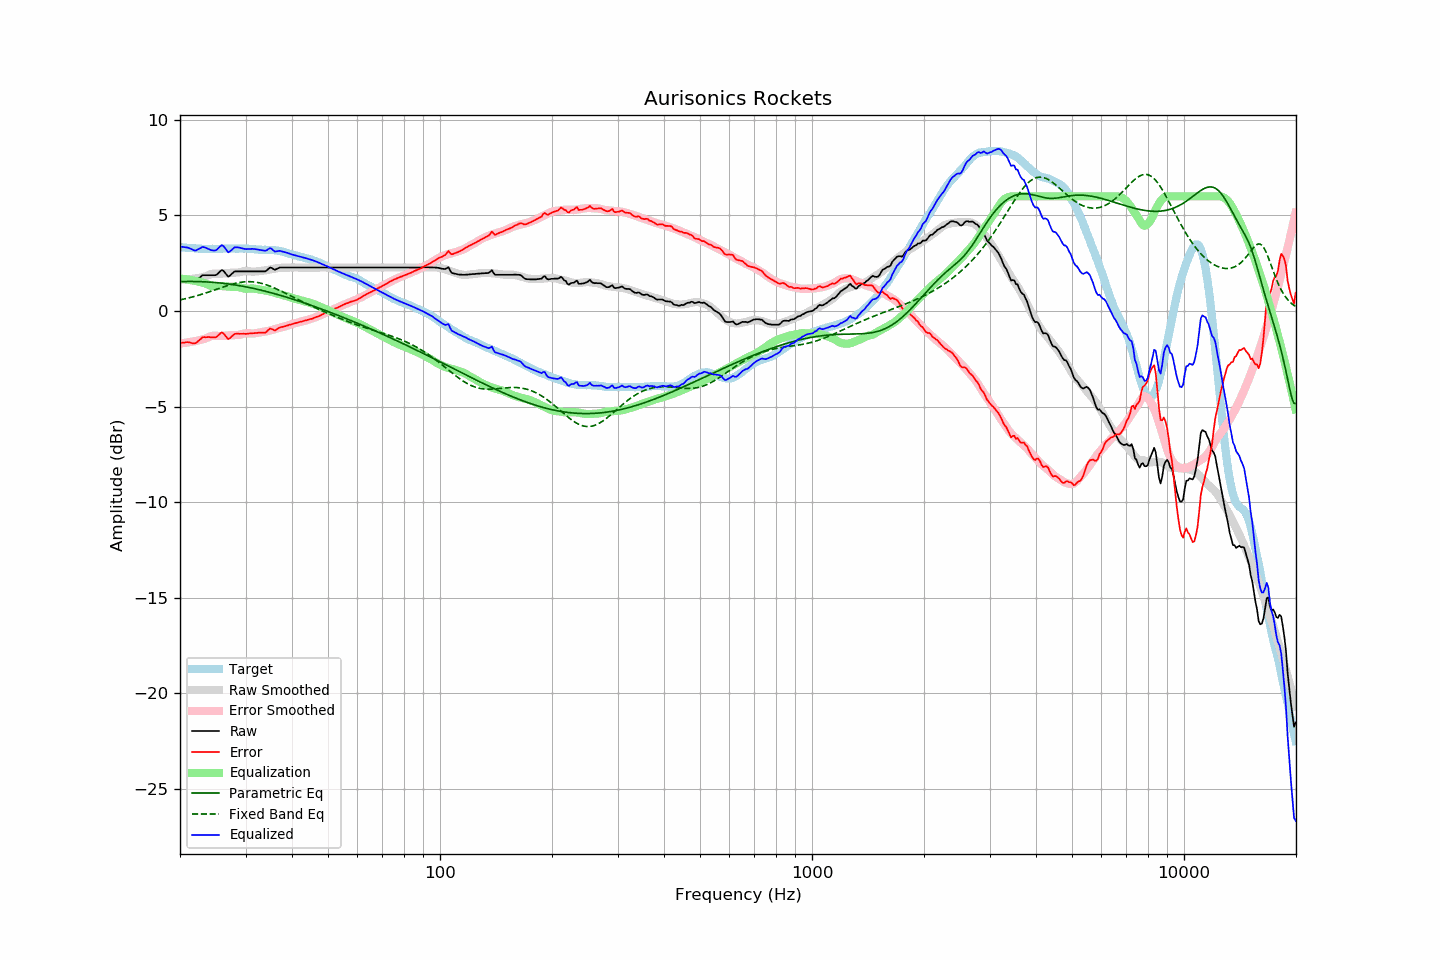 Aurisonics Rockets
10
5
0
−5
−10
−15
−20
−25
Amplitude (dBr)
Target
Raw Smoothed
Error Smoothed
Raw
Error
Equalization
Parametric Eq
Fixed Band Eq
Equalized
100
1000
10000
Frequency (Hz)